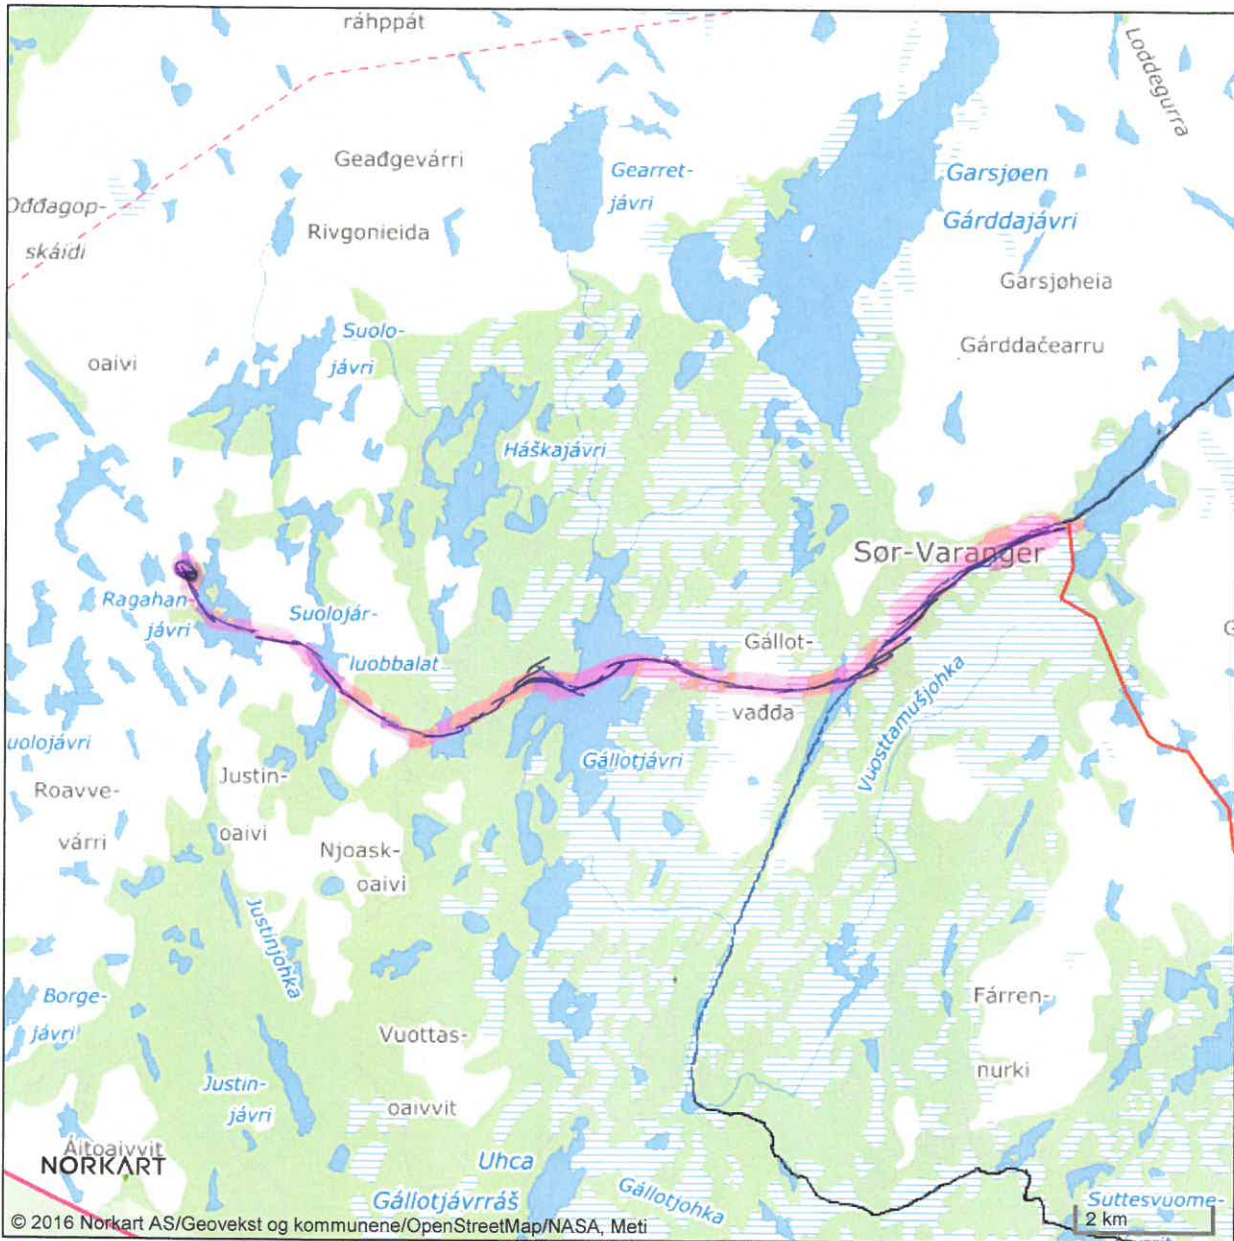 ráhppát
Loddegurra
Geađgevárri
Gearret-
jávri
Garsjøen
Gárddajávri
Ođđagop-
skáidi
Rivgonieida
Garsjøheia
Suolo-
jávri
oaivi
Gárddačearru
Háškajávri
Sør-Varanger
Ragahan-
jávri
Suolojár-
luobbalat
Gállot-
vađđa
Vuosttamušjohka
uolojávri
Gállotjávri
Roavve-
várri
Justin-
oaivi
Njoask-
oaivi
Justinjohka
Borge-
jávri
Fárren-
nurki
Vuottas-
oaivvit
Justin-
jávri
Áitoaivvit
NORKART
Uhca
Gállotjávrráš
Gállotjohka
Suttesvuome-
2 km
© 2016 Norkart AS/Geovekst og kommunene/OpenStreetMap/NASA, Meti